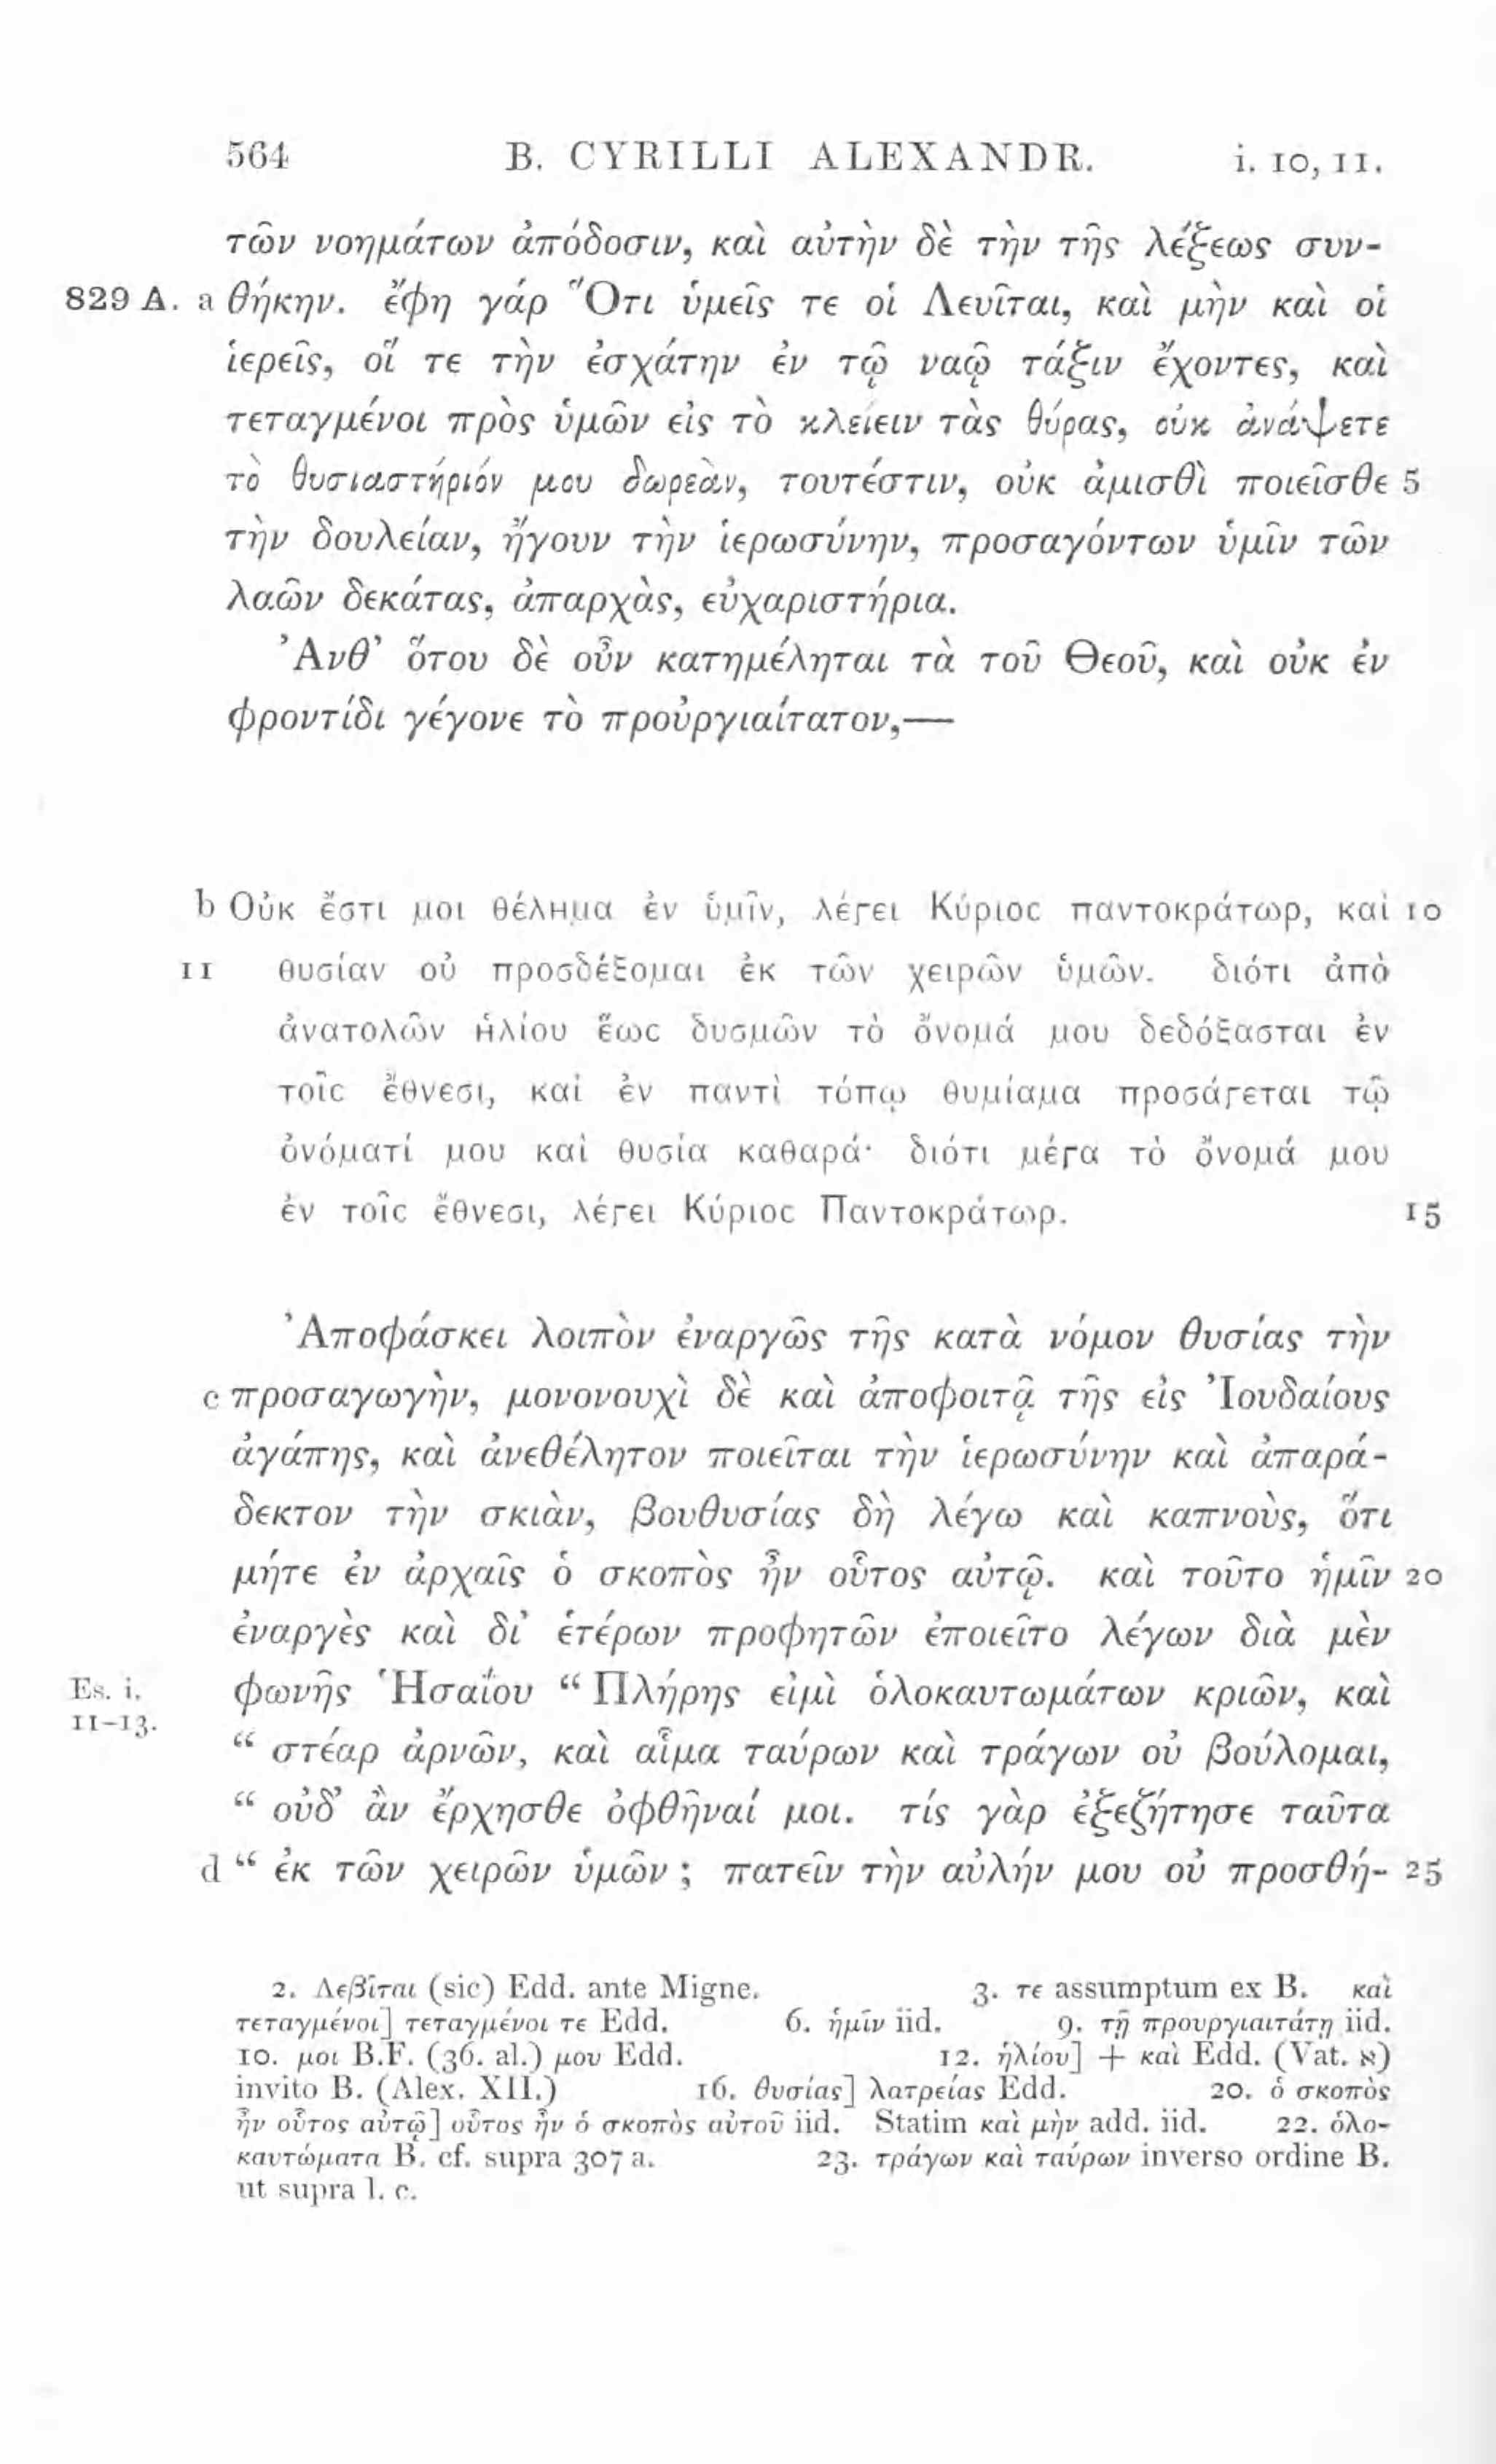 564 B. CYRILLI ALEXANDR. i. 10, 11.
τῶν νοημάτων ἀπόδοσιν, καὶ αὐτὴν δὲ τὴν τῆς λέξεως συν-
829 A. a θήκην. ἔφη γάρ Ὅτι ὑμεῖς τε οἱ Λευῖται, καὶ μὴν καὶ οἱ
ἱερεῖς, οἵ τε τὴν ἐσχάτην ἐν τῷ ναῷ τάξιν ἔχοντες, καὶ
τεταγμένοι πρὸς ὑμῶν εἰς τὸ κλείειν τὰς θύρας, οὐκ ἀνάψετε
τὸ θυσιαστήριόν μου δωρεὰν, τουτέστιν, οὐκ ἀμισθὶ ποιεῖσθε 5
τὴν δουλείαν, ἤγουν τὴν ἱερωσύνην, προσαγόντων ὑμῖν τῶν
λαῶν δεκάτας, ἀπαρχὰς, εὐχαριστήρια.
Ἀνθ’ ὅτου δὲ οὖν κατημέληται τὰ τοῦ Θεοῦ, καὶ οὐκ ἐν
φροντίδι γέγονε τὸ προὐργιαίτατον,—
b Οὐκ ἔστι μοι θέλημα ἐν ὑμῖν, λέγει Κύριος παντοκράτωρ, καὶ 10
11 θυσίαν οὐ προσδέξομαι ἐκ τῶν χειρῶν ὑμῶν. διότι ἀπὸ
ἀνατολῶν ἡλίου ἕως δυσμῶν τὸ ὄνομά μου δεδόξασται ἐν
τοῖς ἔθνεσι, καὶ ἐν παντὶ τόπῳ θυμίαμα προσάγεται τῷ
ὀνόματί μου καὶ θυσία καθαρά· διότι μέγα τὸ ὄνομά μου
ἐν τοῖς ἔθνεσι, λέγει Κύριος Παντοκράτωρ. 15
Ἀποφάσκει λοιπὸν ἐναργῶς τῆς κατὰ νόμον θυσίας τὴν
c προσαγωγὴν, μονονουχὶ δὲ καὶ ἀποφοιτᾷ τῆς εἰς Ἰουδαίους
ἀγάπης, καὶ ἀνεθέλητον ποιεῖται τὴν ἱερωσύνην καὶ ἀπαρά-
δεκτον τὴν σκιὰν, βουθυσίας δὴ λέγω καὶ καπνοὺς, ὅτι
μήτε ἐν ἀρχαῖς ὁ σκοπὸς ἦν οὗτος αὐτῷ. καὶ τοῦτο ἡμῖν 20
ἐναργὲς καὶ δι’ ἑτέρων προφητῶν ἐποιεῖτο λέγων διὰ μὲν
Es. i. 11-13. φωνῆς Ἡσαΐου “ Πλήρης εἰμὶ ὁλοκαυτωμάτων κριῶν, καὶ
“ στέαρ ἀρνῶν, καὶ αἷμα ταύρων καὶ τράγων οὐ βούλομαι,
“ οὐδ’ ἂν ἔρχησθε ὀφθῆναί μοι. τίς γὰρ ἐξεζήτησε ταῦτα
d “ ἐκ τῶν χειρῶν ὑμῶν ; πατεῖν τὴν αὐλήν μου οὐ προσθή- 25
2. Λεβῖται (sic) Edd. ante Migne. 3. τε assumptum ex B. καὶ
τεταγμένοι] τεταγμένοι τε Edd. 6. ἡμῖν iid. 9. τῇ προυργιαιτάτῃ iid.
10. μοι B.F. (36. al.) μου Edd. 12. ἡλίου] + καὶ Edd. (Vat. א)
invito B. (Alex. XII.) 16. θυσίας] λατρείας Edd. 20. ὁ σκοπὸς
ἦν οὗτος αὐτῷ] οὗτος ἦν ὁ σκοπὸς αὐτοῦ iid. Statim καὶ μὴν add. iid. 22. ὁλο-
καυτώματα B. cf. supra 307 a. 23. τράγων καὶ ταύρων inverso ordine B.
ut supra l. c.